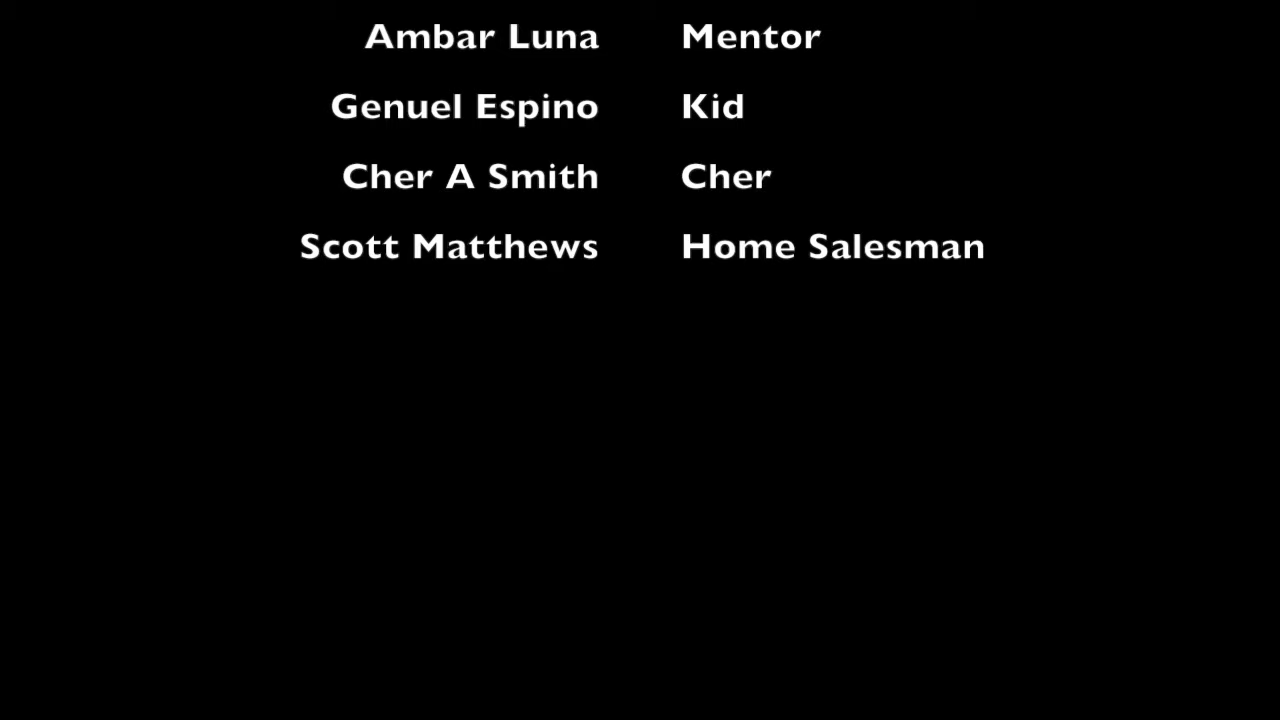 Ambar Luna Mentor
Genuel Espino Kid
Cher A Smith Cher
Scott Matthews Home Salesman